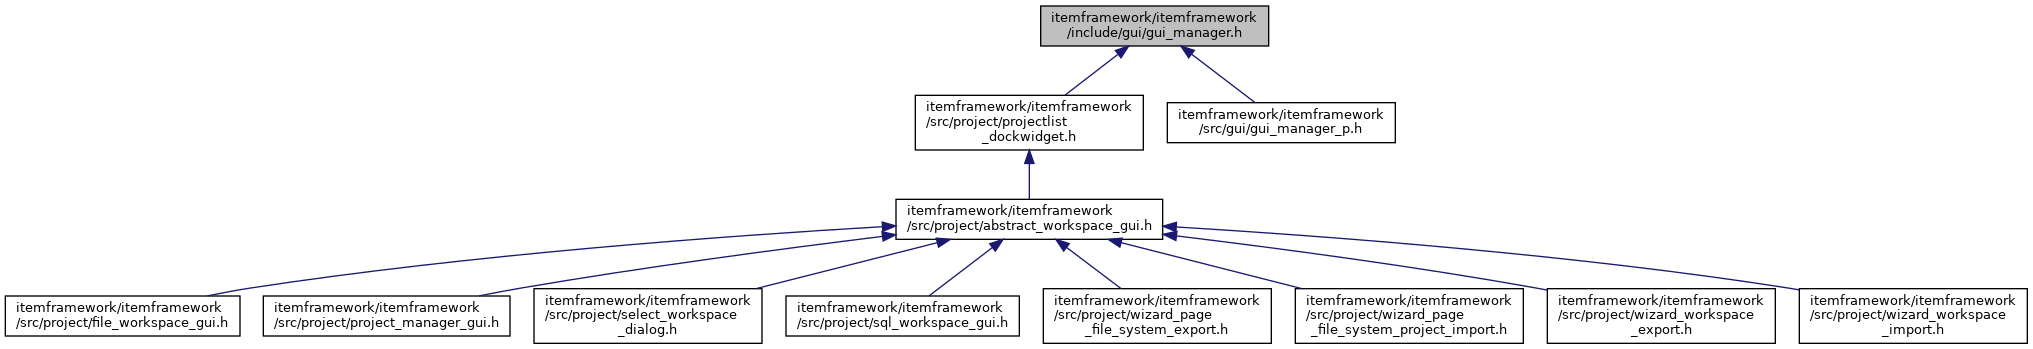 itemframework/itemframework
/include/gui/gui_manager.h
itemframework/itemframework
/src/project/projectlist
_dockwidget.h
itemframework/itemframework
/src/gui/gui_manager_p.h
itemframework/itemframework
/src/project/abstract_workspace_gui.h
itemframework/itemframework
/src/project/file_workspace_gui.h
itemframework/itemframework
/src/project/project_manager_gui.h
itemframework/itemframework
/src/project/select_workspace
_dialog.h
itemframework/itemframework
/src/project/sql_workspace_gui.h
itemframework/itemframework
/src/project/wizard_page
_file_system_export.h
itemframework/itemframework
/src/project/wizard_page
_file_system_project_import.h
itemframework/itemframework
/src/project/wizard_workspace
_export.h
itemframework/itemframework
/src/project/wizard_workspace
_import.h